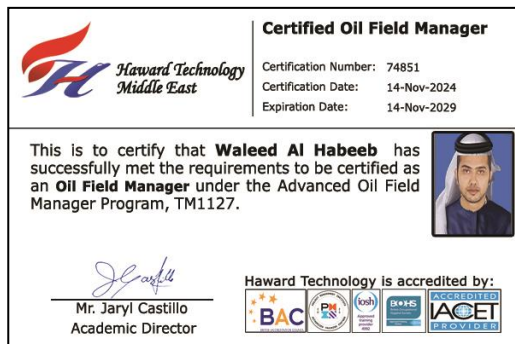 Haward Technology
Middle East
Certified Oil Field Manager
Certification Number: 74851
Certification Date: 14-Nov-2024
Expiration Date: 14-Nov-2029
This is to certify that Waleed Al Habeeb has
successfully met the requirements to be certified as
an Oil Field Manager under the Advanced Oil Field
Manager Program, TM1127.
Mr. Jaryl Castillo
Academic Director
Haward Technology is accredited by:
BAC
PM
iosh
ACCREDITED
IACET
PROVIDER